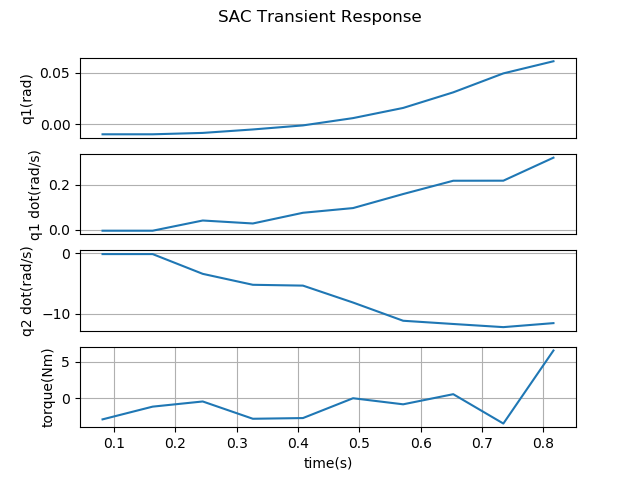 SAC Transient Response
q1(rad)
0.05
0.00
q1 dot(rad/s)
0.2
0.0
q2 dot(rad/s)
0
−10
torque(Nm)
5
0
0.1 0.2 0.3 0.4 0.5 0.6 0.7 0.8
time(s)